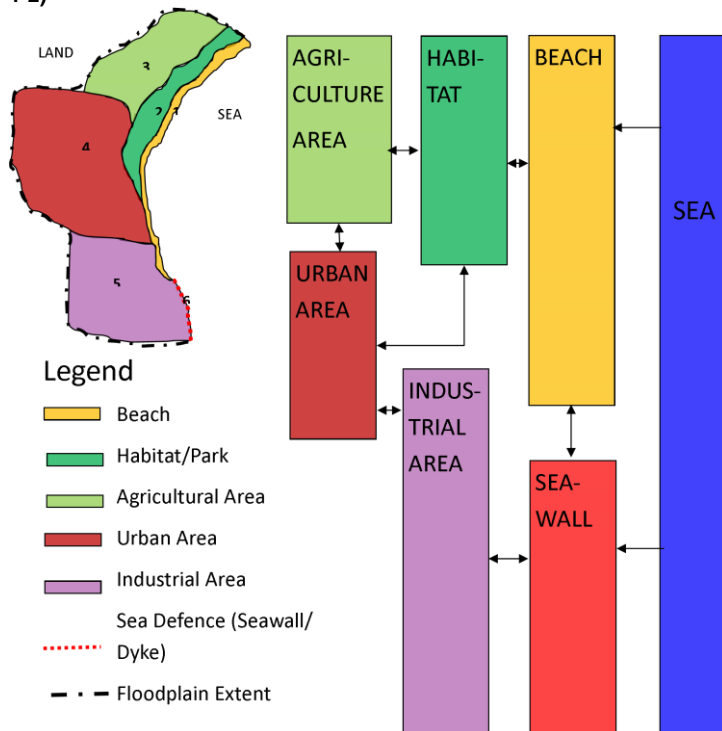 LAND
3
SEA
2
1
4
5
6
AGRI-
CULTURE
AREA
HABI-
TAT
BEACH
SEA
URBAN
AREA
INDUS-
TRIAL
AREA
SEA-
WALL
Legend
Beach
Habitat/Park
Agricultural Area
Urban Area
Industrial Area
Sea Defence (Seawall/
Dyke)
Floodplain Extent